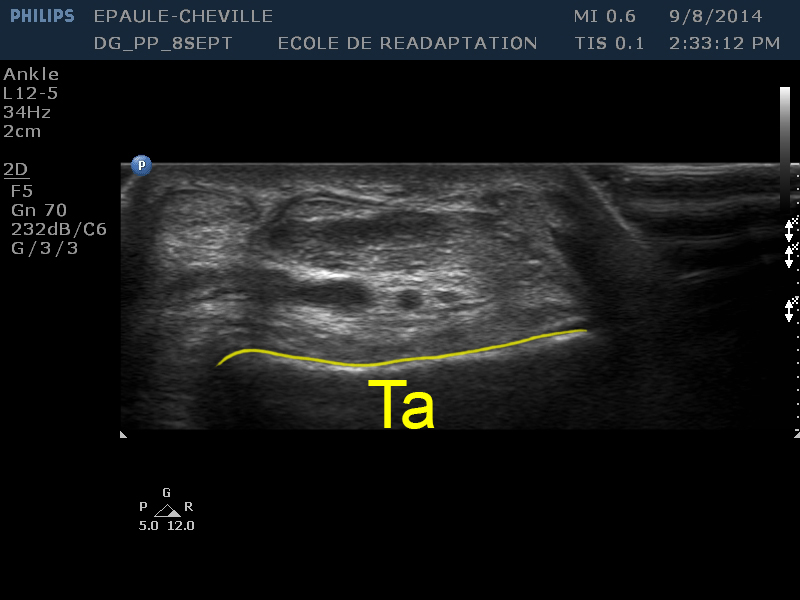 PHILIPS EPAULE-CHEVILLE MI 0.6 9/8/2014
DG_PP_8SEPT ECOLE DE READAPTATION TIS 0.1 2:33:12 PM
Ankle
L12-5
34Hz
2cm
2D
F5
Gn 70
232dB/C6
G/3/3
P
Ta
G
P R
5.0 12.0